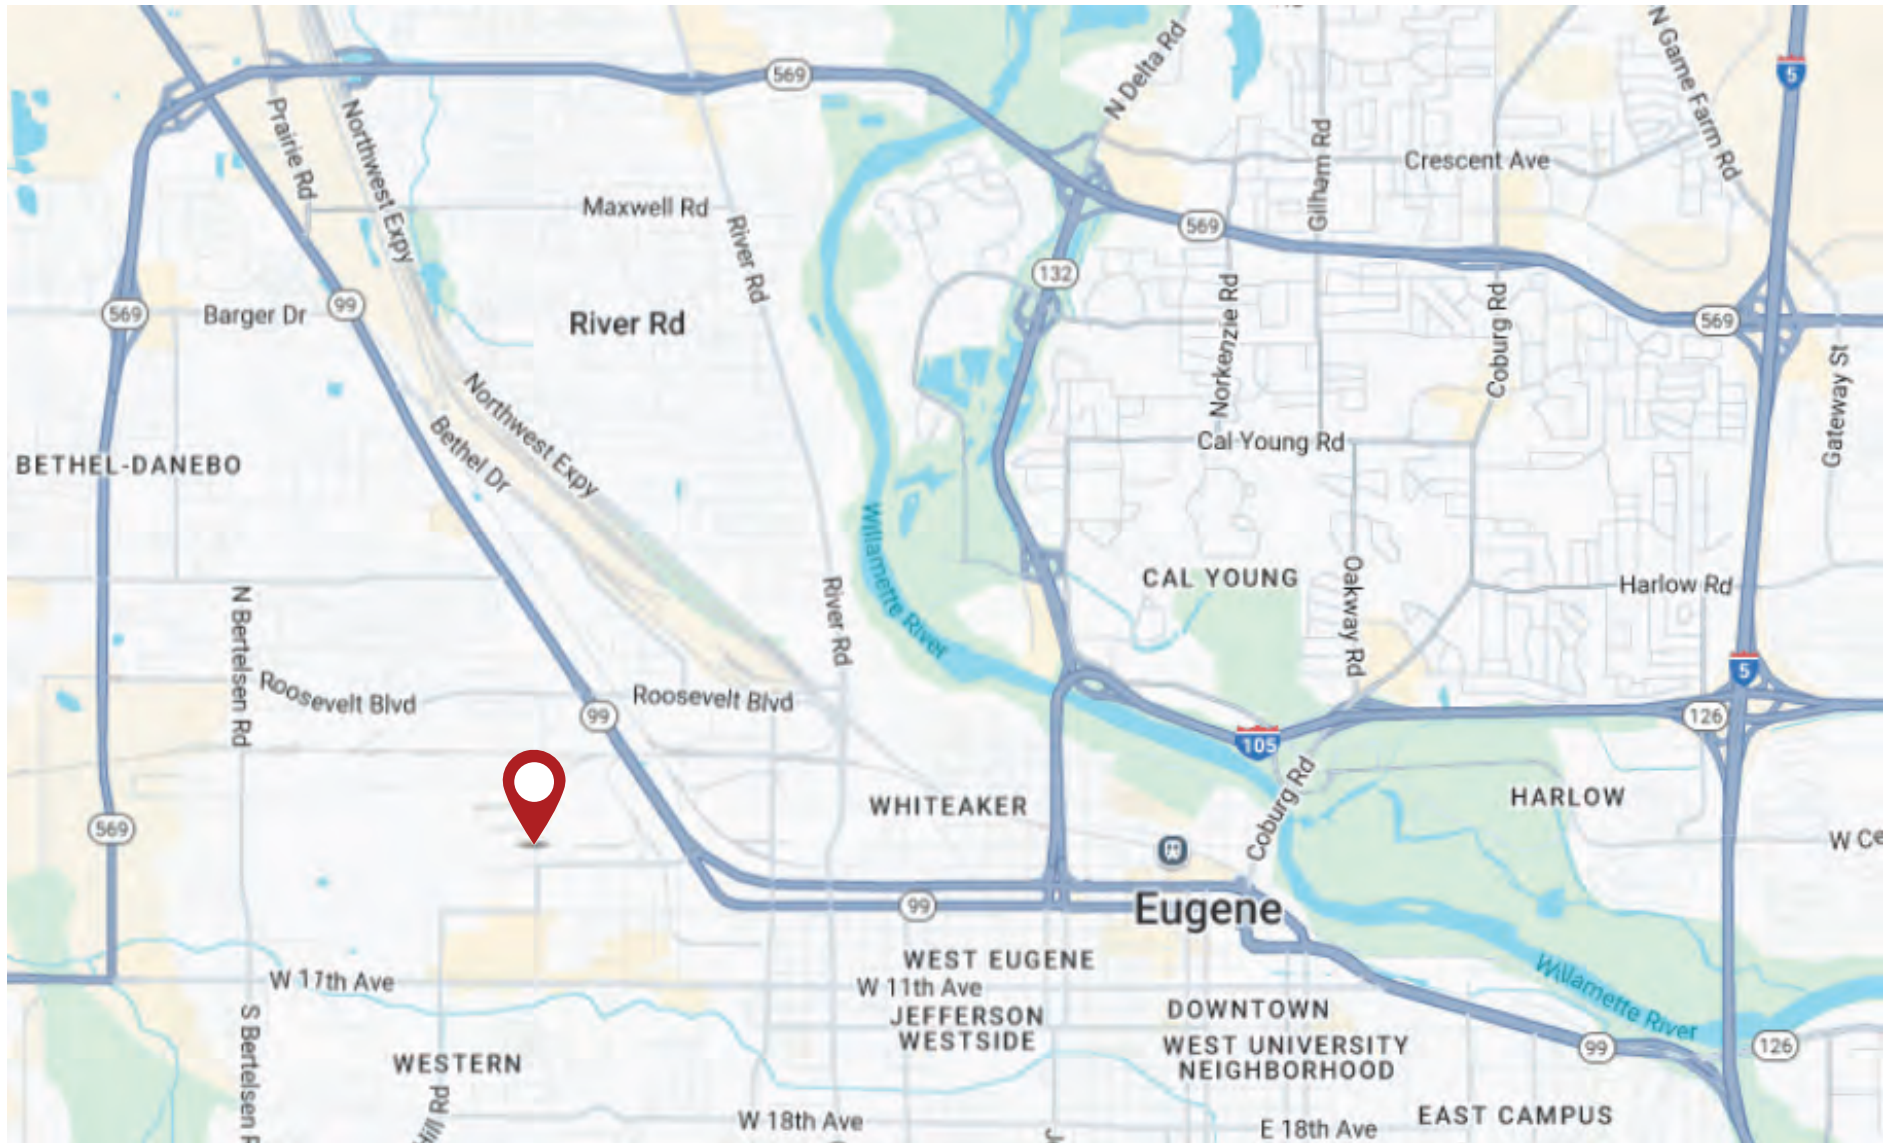 N Delta Rd
N Game Farm Rd
5
569
Prairie Rd
Northwest Expy
Gilham Rd
Crescent Ave
Maxwell Rd
River Rd
569
132
569
Barger Dr
99
River Rd
Norkenzie Rd
Coburg Rd
569
Gateway St
Northwest Expy
Bethel Dr
Cal Young Rd
BETHEL-DANEBO
Willamette River
CAL YOUNG
Oakway Rd
Harlow Rd
N Bertelsen Rd
River Rd
Roosevelt Blvd
Roosevelt Blvd
99
5
126
105
Coburg Rd
WHITEAKER
HARLOW
569
W Ce
99
Eugene
WEST EUGENE
W 11th Ave
W 11th Ave
Willamette River
JEFFERSON
WESTSIDE
DOWNTOWN
WEST UNIVERSITY
NEIGHBORHOOD
99
126
S Bertelsen R
WESTERN
Hill Rd
W 18th Ave
E 18th Ave
EAST CAMPUS